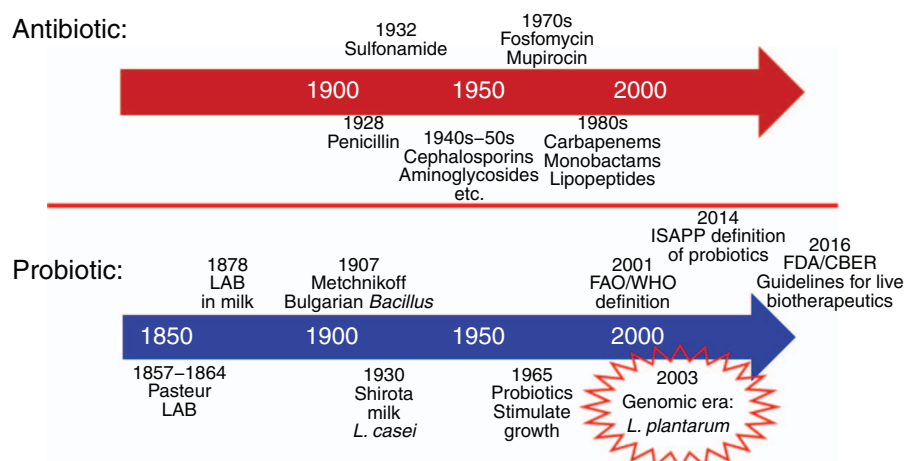 Antibiotic:
1932
Sulfonamide
1970s
Fosfomycin
Mupirocin
1900
1950
2000
1928
Penicillin
1940s–50s
Cephalosporins
Aminoglycosides
etc.
1980s
Carbapenems
Monobactams
Lipopeptides
Probiotic:
1878
LAB
in milk
1907
Metchnikoff
Bulgarian Bacillus
2001
FAO/WHO
definition
2014
ISAPP definition
of probiotics
2016
FDA/CBER
Guidelines for live
biotherapeutics
1850
1900
1950
2000
1857–1864
Pasteur
LAB
1930
Shirota
milk
L. casei
1965
Probiotics
Stimulate
growth
2003
Genomic era:
L. plantarum